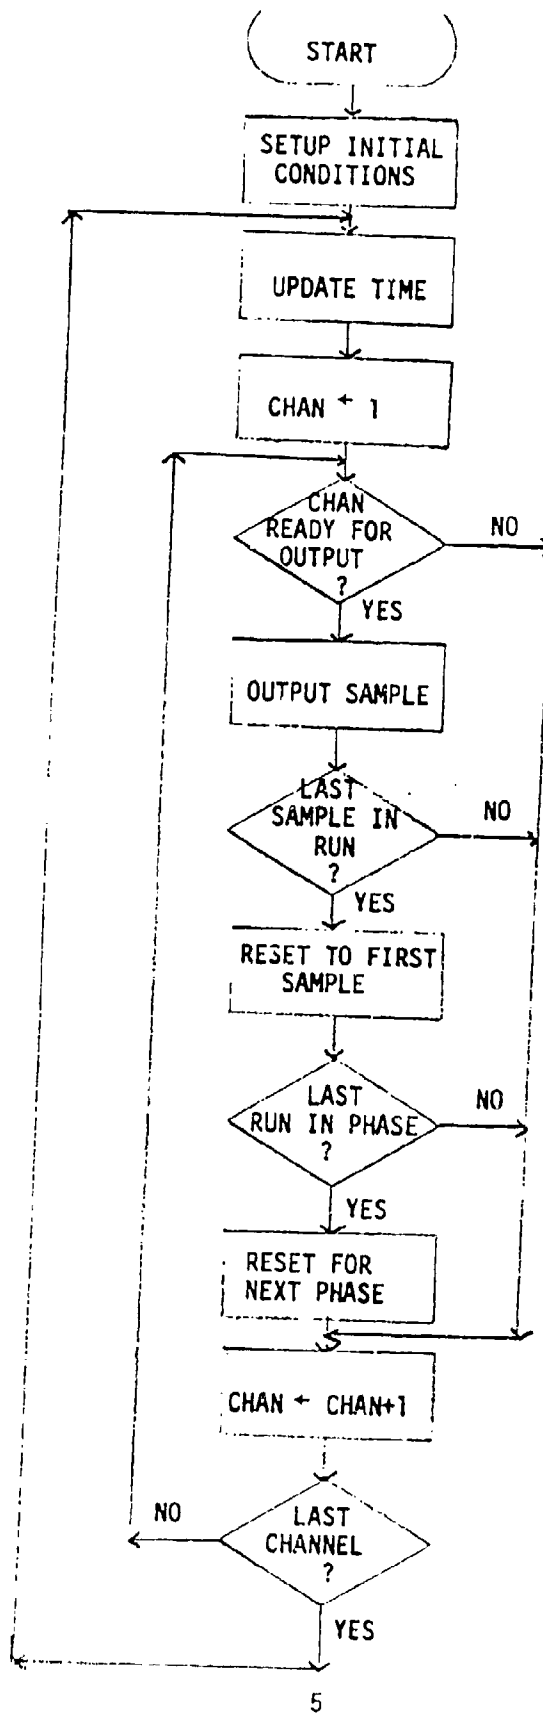 START
SETUP INITIAL
CONDITIONS
UPDATE TIME
CHAN ← 1
CHAN
READY FOR
OUTPUT
?
NO
YES
OUTPUT SAMPLE
LAST
SAMPLE IN
RUN
?
NO
YES
RESET TO FIRST
SAMPLE
LAST
RUN IN PHASE
?
NO
YES
RESET FOR
NEXT PHASE
CHAN ← CHAN+1
LAST
CHANNEL
?
NO
YES
5